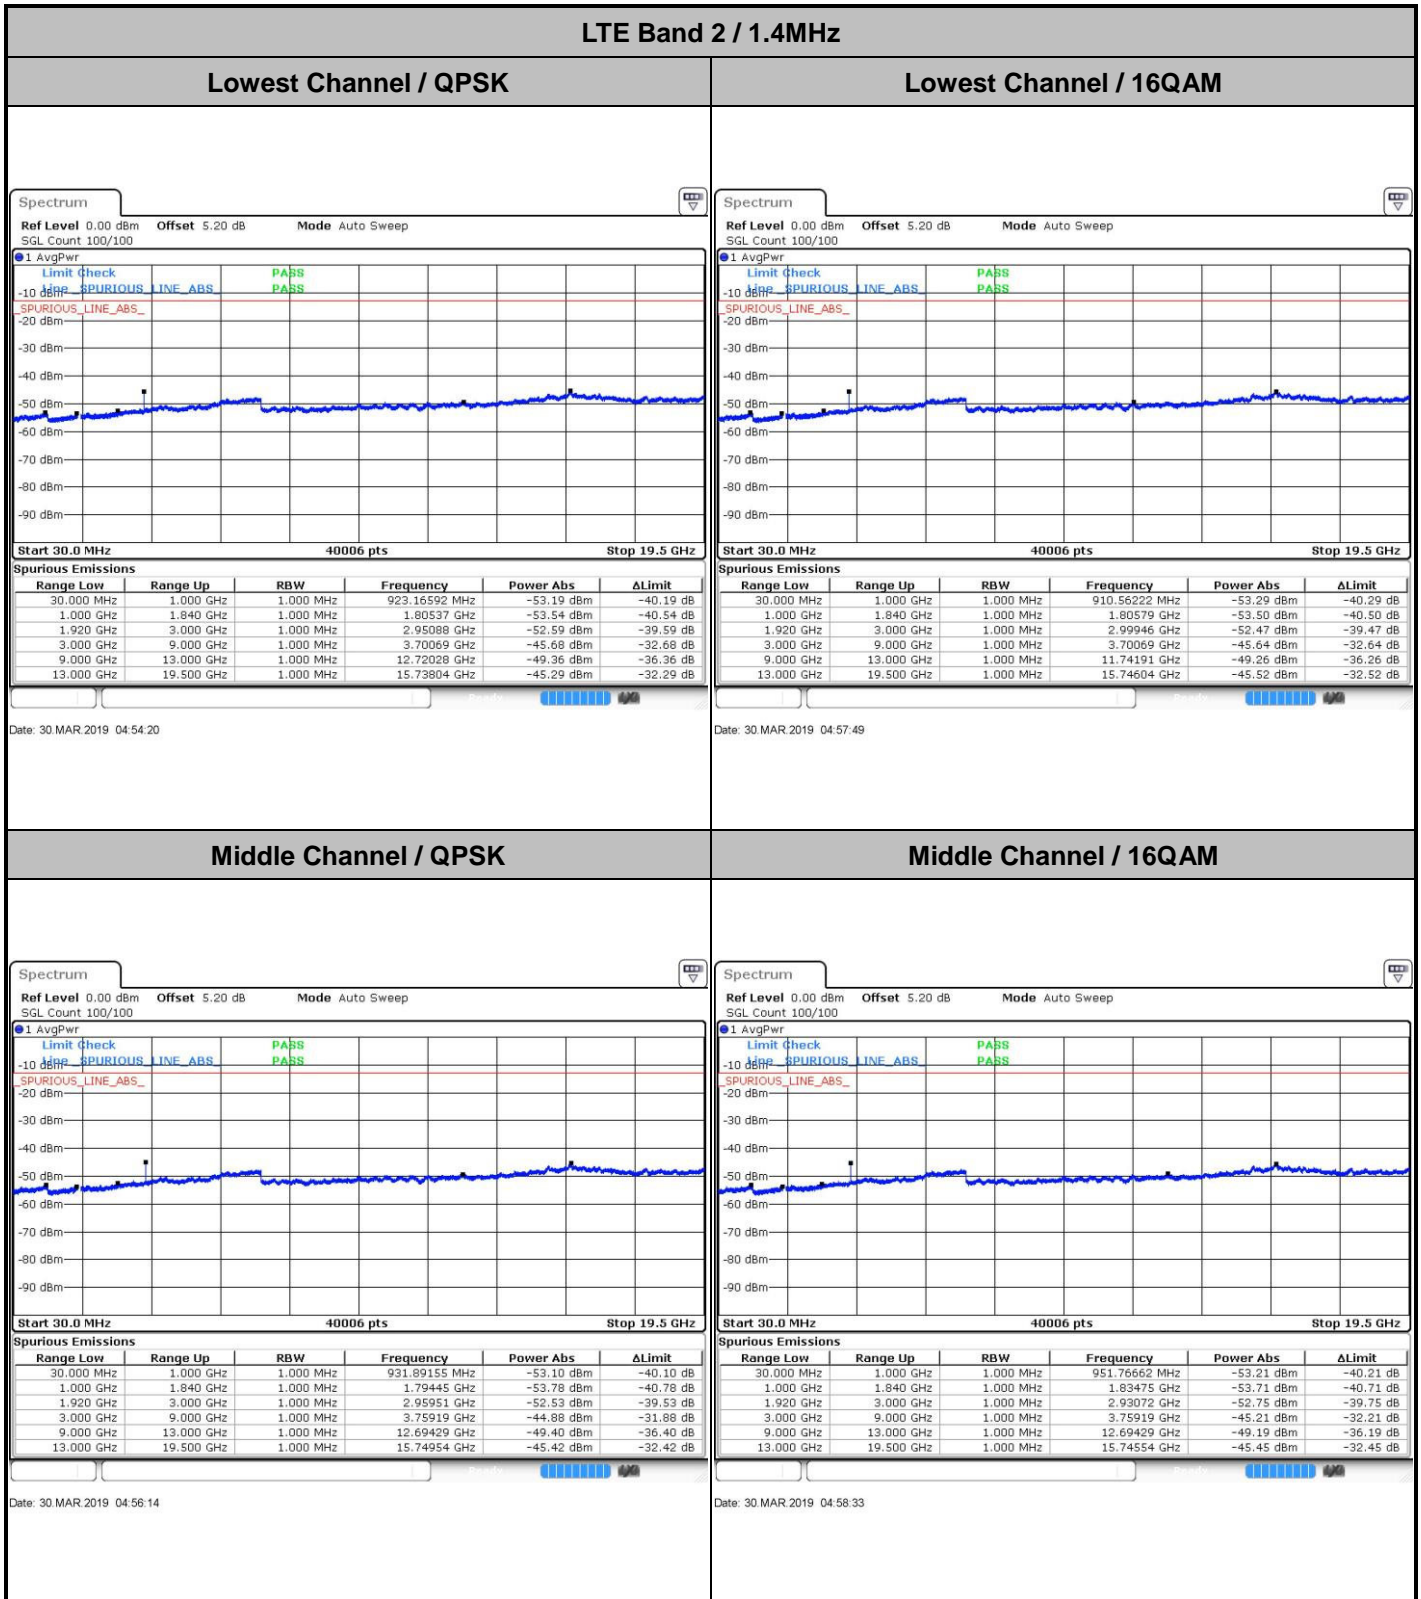 LTE Band 2 / 1.4MHz
Lowest Channel / QPSK
Lowest Channel / 16QAM
Spectrum
Ref Level 0.00 dBm Offset 5.20 dB Mode Auto Sweep
SGL Count 100/100
1 AvgPwr
Limit Check PASS
Line _SPURIOUS_LINE_ABS_ PASS
-10 dBm
_SPURIOUS_LINE_ABS_
-20 dBm
-30 dBm
-40 dBm
-50 dBm
-60 dBm
-70 dBm
-80 dBm
-90 dBm
Start 30.0 MHz 40006 pts Stop 19.5 GHz
Spurious Emissions
Range Low Range Up RBW Frequency Power Abs ΔLimit
30.000 MHz 1.000 GHz 1.000 MHz 923.16592 MHz -53.19 dBm -40.19 dB
1.000 GHz 1.840 GHz 1.000 MHz 1.80537 GHz -53.54 dBm -40.54 dB
1.920 GHz 3.000 GHz 1.000 MHz 2.95088 GHz -52.59 dBm -39.59 dB
3.000 GHz 9.000 GHz 1.000 MHz 3.70069 GHz -45.68 dBm -32.68 dB
9.000 GHz 13.000 GHz 1.000 MHz 12.72028 GHz -49.36 dBm -36.36 dB
13.000 GHz 19.500 GHz 1.000 MHz 15.73804 GHz -45.29 dBm -32.29 dB
Date: 30.MAR.2019 04:54:20
Spectrum
Ref Level 0.00 dBm Offset 5.20 dB Mode Auto Sweep
SGL Count 100/100
1 AvgPwr
Limit Check PASS
Line _SPURIOUS_LINE_ABS_ PASS
-10 dBm
_SPURIOUS_LINE_ABS_
-20 dBm
-30 dBm
-40 dBm
-50 dBm
-60 dBm
-70 dBm
-80 dBm
-90 dBm
Start 30.0 MHz 40006 pts Stop 19.5 GHz
Spurious Emissions
Range Low Range Up RBW Frequency Power Abs ΔLimit
30.000 MHz 1.000 GHz 1.000 MHz 910.56222 MHz -53.29 dBm -40.29 dB
1.000 GHz 1.840 GHz 1.000 MHz 1.80579 GHz -53.50 dBm -40.50 dB
1.920 GHz 3.000 GHz 1.000 MHz 2.99946 GHz -52.47 dBm -39.47 dB
3.000 GHz 9.000 GHz 1.000 MHz 3.70069 GHz -45.64 dBm -32.64 dB
9.000 GHz 13.000 GHz 1.000 MHz 11.74191 GHz -49.26 dBm -36.26 dB
13.000 GHz 19.500 GHz 1.000 MHz 15.74604 GHz -45.52 dBm -32.52 dB
Date: 30.MAR.2019 04:57:49
Middle Channel / QPSK
Middle Channel / 16QAM
Spectrum
Ref Level 0.00 dBm Offset 5.20 dB Mode Auto Sweep
SGL Count 100/100
1 AvgPwr
Limit Check PASS
Line _SPURIOUS_LINE_ABS_ PASS
-10 dBm
_SPURIOUS_LINE_ABS_
-20 dBm
-30 dBm
-40 dBm
-50 dBm
-60 dBm
-70 dBm
-80 dBm
-90 dBm
Start 30.0 MHz 40006 pts Stop 19.5 GHz
Spurious Emissions
Range Low Range Up RBW Frequency Power Abs ΔLimit
30.000 MHz 1.000 GHz 1.000 MHz 931.89155 MHz -53.10 dBm -40.10 dB
1.000 GHz 1.840 GHz 1.000 MHz 1.79445 GHz -53.78 dBm -40.78 dB
1.920 GHz 3.000 GHz 1.000 MHz 2.95951 GHz -52.53 dBm -39.53 dB
3.000 GHz 9.000 GHz 1.000 MHz 3.75919 GHz -44.88 dBm -31.88 dB
9.000 GHz 13.000 GHz 1.000 MHz 12.69429 GHz -49.40 dBm -36.40 dB
13.000 GHz 19.500 GHz 1.000 MHz 15.74954 GHz -45.42 dBm -32.42 dB
Date: 30.MAR.2019 04:56:14
Spectrum
Ref Level 0.00 dBm Offset 5.20 dB Mode Auto Sweep
SGL Count 100/100
1 AvgPwr
Limit Check PASS
Line _SPURIOUS_LINE_ABS_ PASS
-10 dBm
_SPURIOUS_LINE_ABS_
-20 dBm
-30 dBm
-40 dBm
-50 dBm
-60 dBm
-70 dBm
-80 dBm
-90 dBm
Start 30.0 MHz 40006 pts Stop 19.5 GHz
Spurious Emissions
Range Low Range Up RBW Frequency Power Abs ΔLimit
30.000 MHz 1.000 GHz 1.000 MHz 951.76662 MHz -53.21 dBm -40.21 dB
1.000 GHz 1.840 GHz 1.000 MHz 1.83475 GHz -53.71 dBm -40.71 dB
1.920 GHz 3.000 GHz 1.000 MHz 2.93072 GHz -52.75 dBm -39.75 dB
3.000 GHz 9.000 GHz 1.000 MHz 3.75919 GHz -45.21 dBm -32.21 dB
9.000 GHz 13.000 GHz 1.000 MHz 12.69429 GHz -49.19 dBm -36.19 dB
13.000 GHz 19.500 GHz 1.000 MHz 15.74554 GHz -45.45 dBm -32.45 dB
Date: 30.MAR.2019 04:58:33